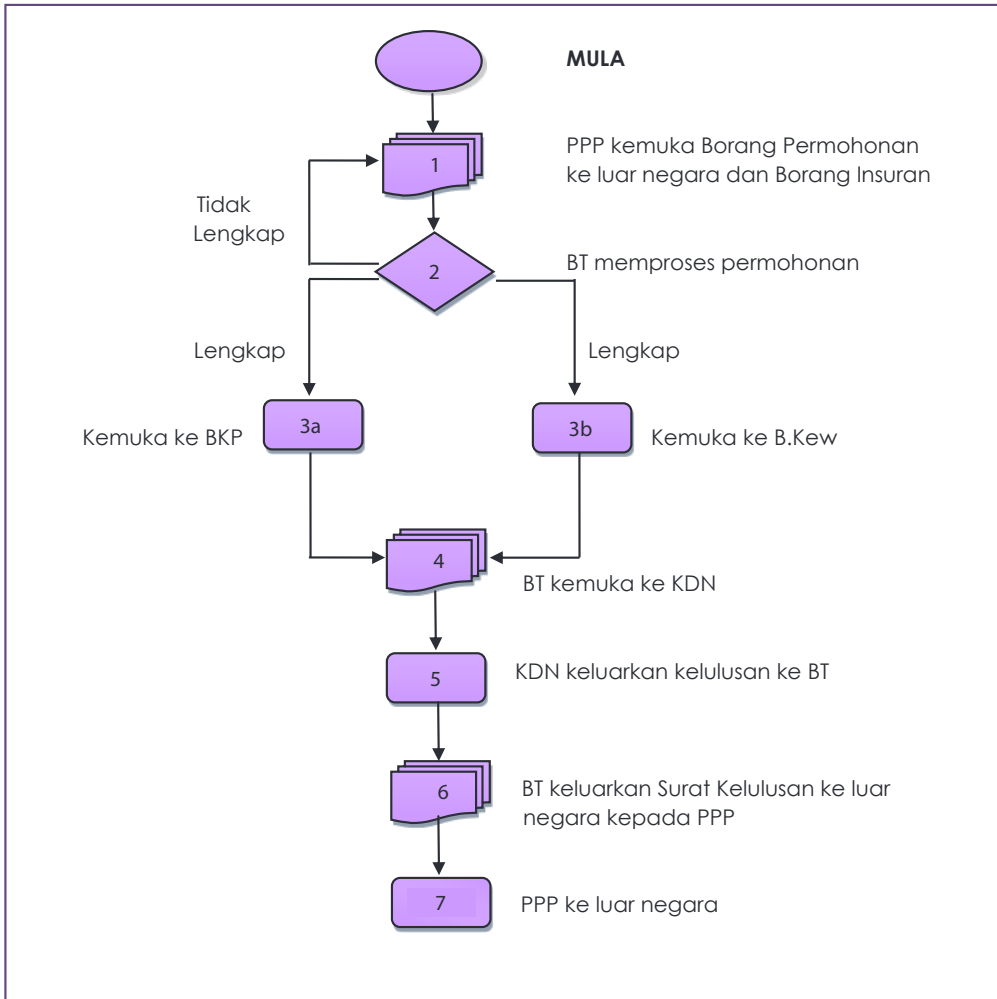 MULA
1
PPP kemuka Borang Permohonan
ke luar negara dan Borang Insuran
Tidak
Lengkap
2
BT memproses permohonan
Lengkap
Lengkap
3a
Kemuka ke BKP
3b
Kemuka ke B.Kew
4
BT kemuka ke KDN
5
KDN keluarkan kelulusan ke BT
6
BT keluarkan Surat Kelulusan ke luar
negara kepada PPP
7
PPP ke luar negara